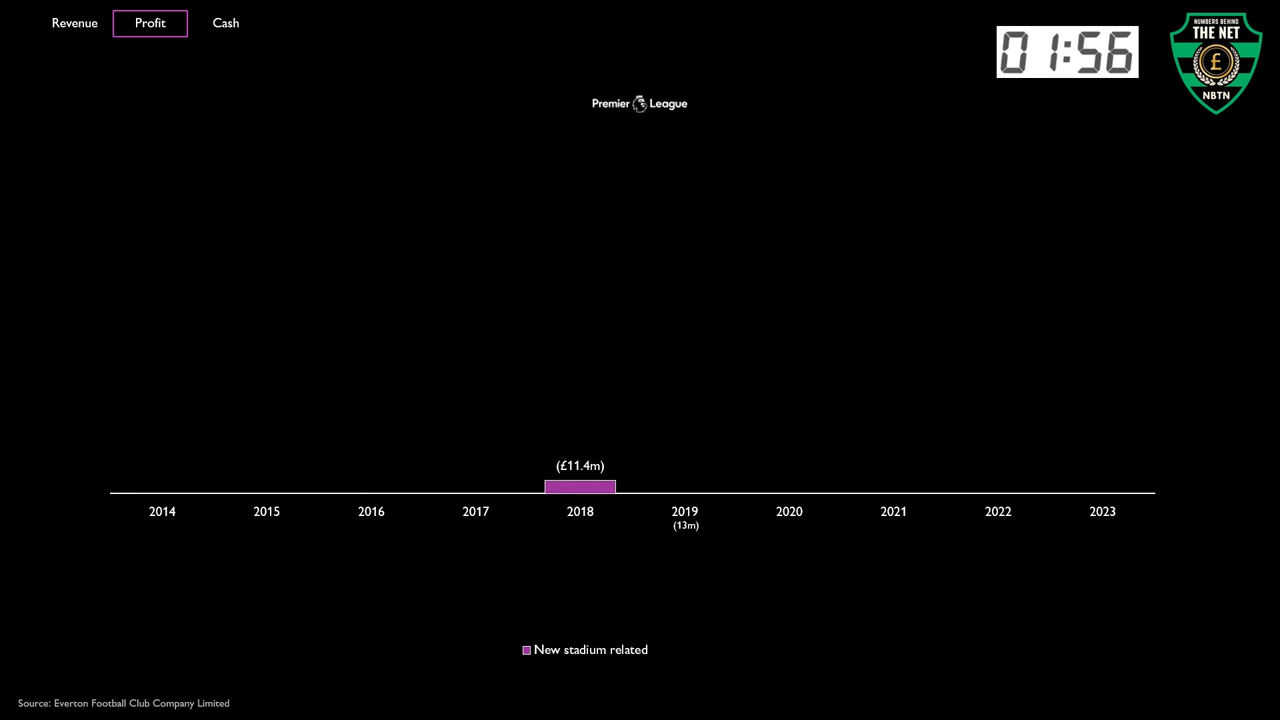 Revenue Profit Cash
01:56
NUMBERS BEHIND
THE NET
£
NBTN
Premier League
(£11.4m)
2014 2015 2016 2017 2018 2019 2020 2021 2022 2023
(13m)
New stadium related
Source: Everton Football Club Company Limited